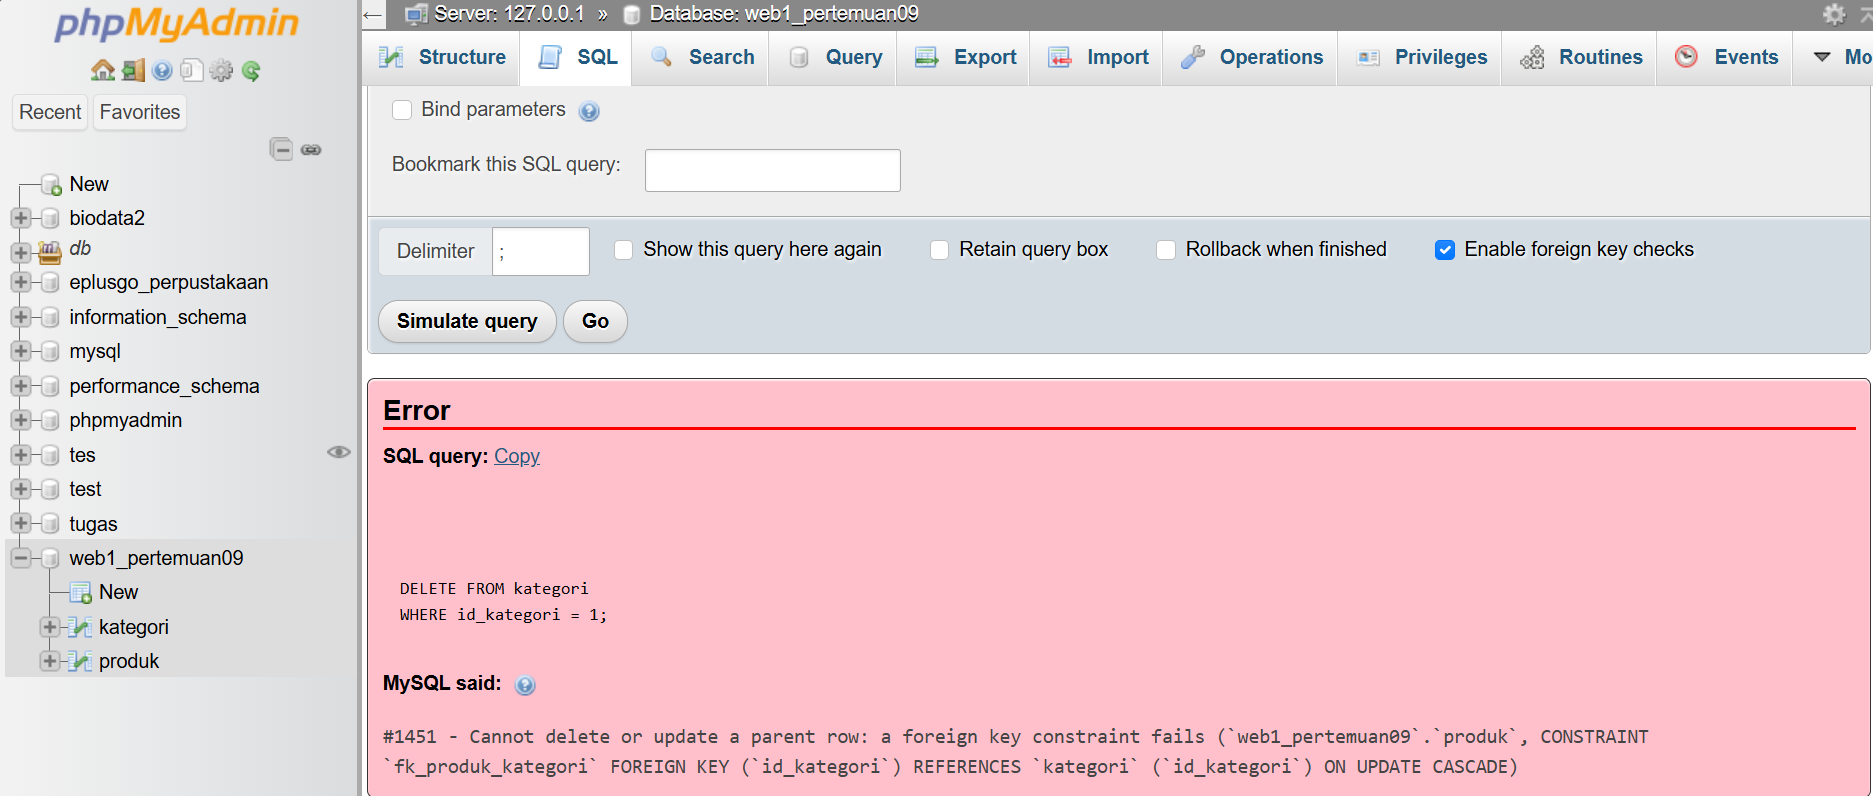 phpMyAdmin
Recent Favorites
New
biodata2
db
eplusgo_perpustakaan
information_schema
mysql
performance_schema
phpmyadmin
tes
test
tugas
web1_pertemuan09
New
kategori
produk
Server: 127.0.0.1 » Database: web1_pertemuan09
Structure SQL Search Query Export Import Operations Privileges Routines Events Mo
Bind parameters
Bookmark this SQL query:
Delimiter ; Show this query here again Retain query box Rollback when finished Enable foreign key checks
Simulate query Go
Error
SQL query: Copy
DELETE FROM kategori
WHERE id_kategori = 1;
MySQL said:
#1451 - Cannot delete or update a parent row: a foreign key constraint fails (`web1_pertemuan09`.`produk`, CONSTRAINT
`fk_produk_kategori` FOREIGN KEY (`id_kategori`) REFERENCES `kategori` (`id_kategori`) ON UPDATE CASCADE)